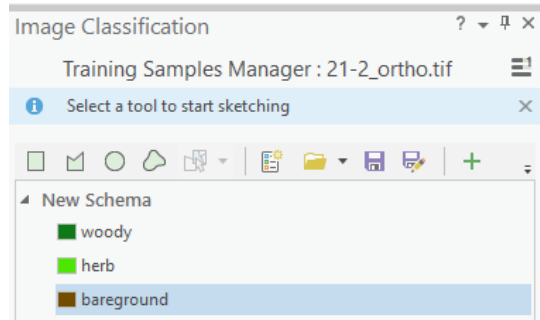 Image Classification
Training Samples Manager : 21-2_ortho.tif
Select a tool to start sketching
New Schema
woody
herb
bareground